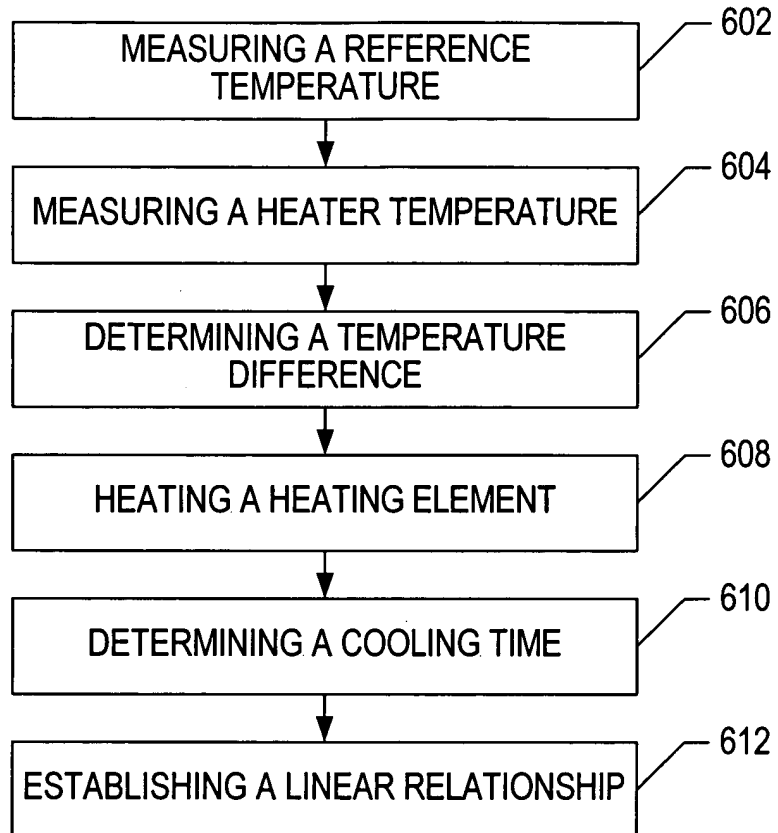 602
MEASURING A REFERENCE
TEMPERATURE
604
MEASURING A HEATER TEMPERATURE
606
DETERMINING A TEMPERATURE
DIFFERENCE
608
HEATING A HEATING ELEMENT
610
DETERMINING A COOLING TIME
612
ESTABLISHING A LINEAR RELATIONSHIP